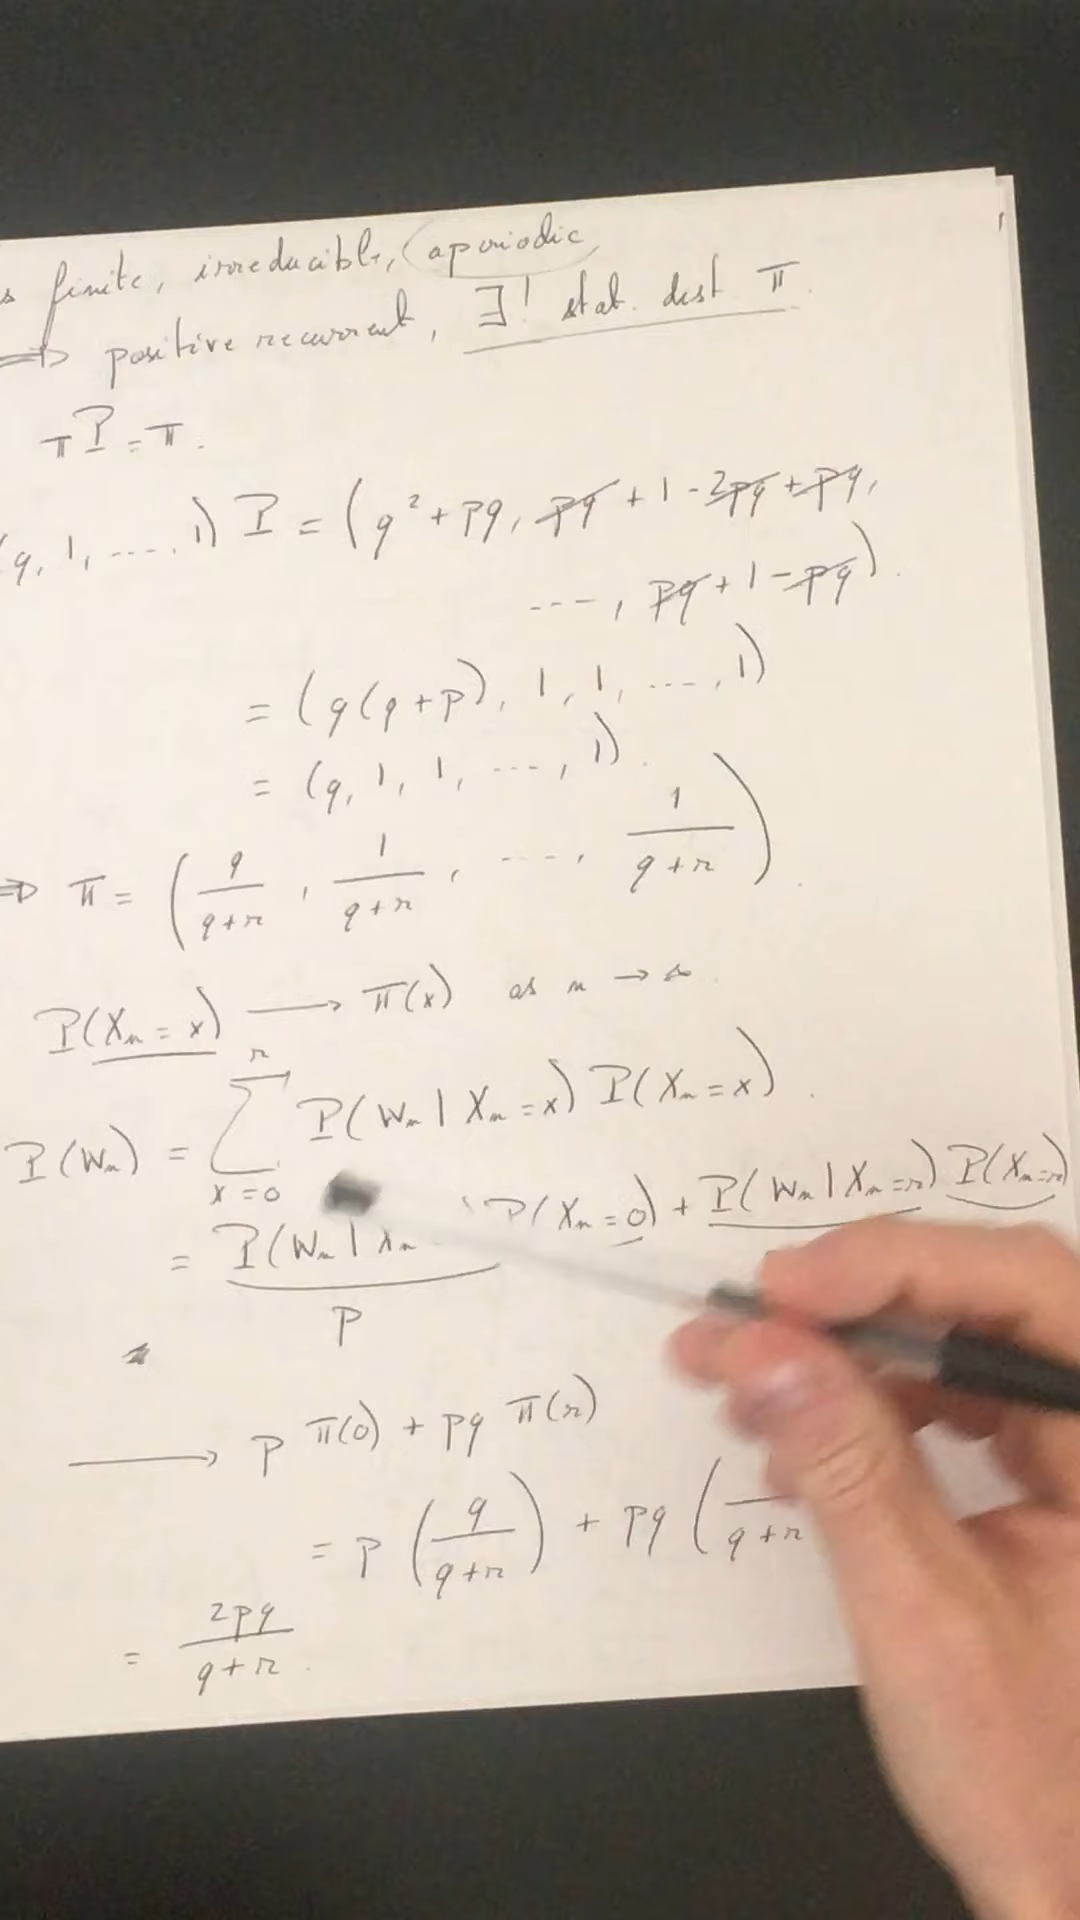 finite, irreducible, aperiodic,
⟹ positive recurrent, ∃! stat. dist π.
πP = π.
(q, 1, ...., 1) P = (q² + pq, pq + 1 - 2pq + pq,
---, pq + 1 - pq).
= (q(q+p), 1, 1, ...., 1)
= (q, 1, 1, ...., 1).
⟹ π = (q/(q+r), 1/(q+r), ...., 1/(q+r)).
P(Xn = x) ⟶ π(x) as n → ∞.
P(Wn) = ∑_{x=0}^{r} P(Wn | Xn = x) P(Xn = x).
= P(Wn | Xn P(Xn = 0) + P(Wn | Xn = r) P(Xn = r)
p
⟶ p π(0) + pq π(r)
= p (q/(q+r)) + pq ( /(q+r
= 2pq/(q+r).